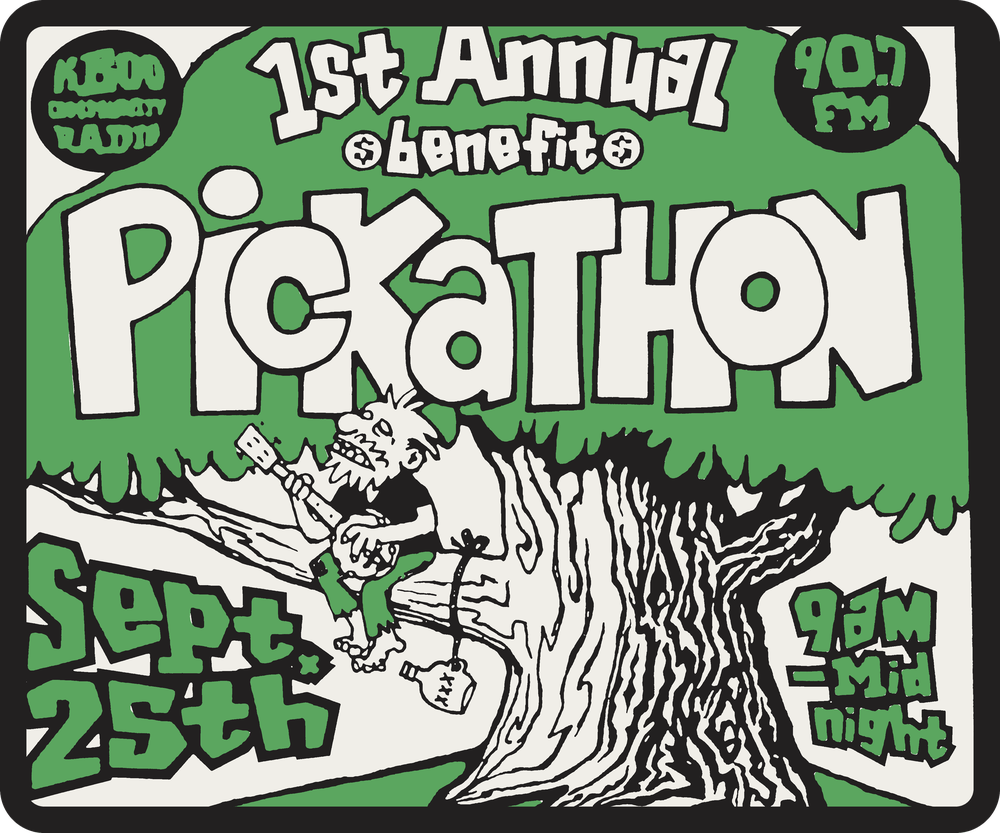 KBOO
COMMUNITY
RADIO
1st Annual
$ benefit $
90.7
FM
PickaTHON
Sept.
25th
9am
-Mid
night
xxx